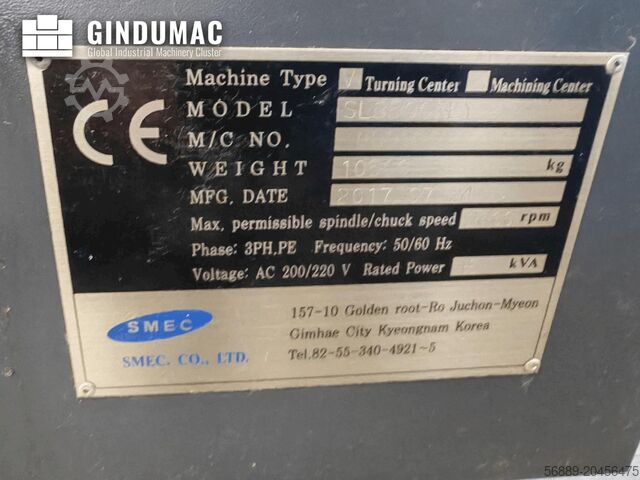 GINDUMAC
Global Industrial Machinery Cluster
Machine Type V Turning Center Machining Center
CE
MODEL
M/C NO.
WEIGHT kg
MFG. DATE 2017. 07.
Max. permissible spindle/chuck speed rpm
Phase: 3PH,PE Frequency: 50/60 Hz
Voltage: AC 200/220 V Rated Power kVA
SMEC
SMEC. CO., LTD.
157-10 Golden root-Ro Juchon-Myeon
Gimhae City Kyeongnam Korea
Tel.82-55-340-4921~5
56889-20456475